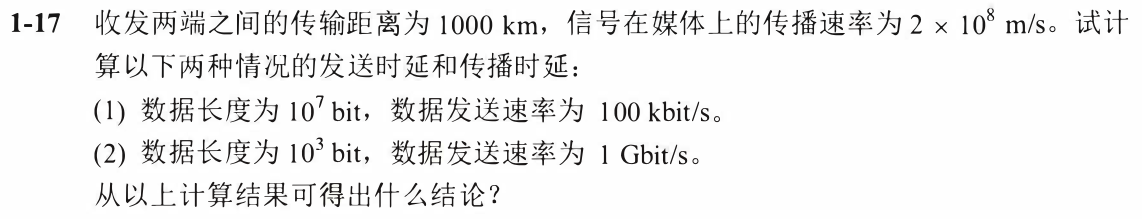 1-17 收发两端之间的传输距离为 1000 km，信号在媒体上的传播速率为 2 × 10⁸ m/s。试计
算以下两种情况的发送时延和传播时延：
(1) 数据长度为 10⁷ bit，数据发送速率为 100 kbit/s。
(2) 数据长度为 10³ bit，数据发送速率为 1 Gbit/s。
从以上计算结果可得出什么结论？